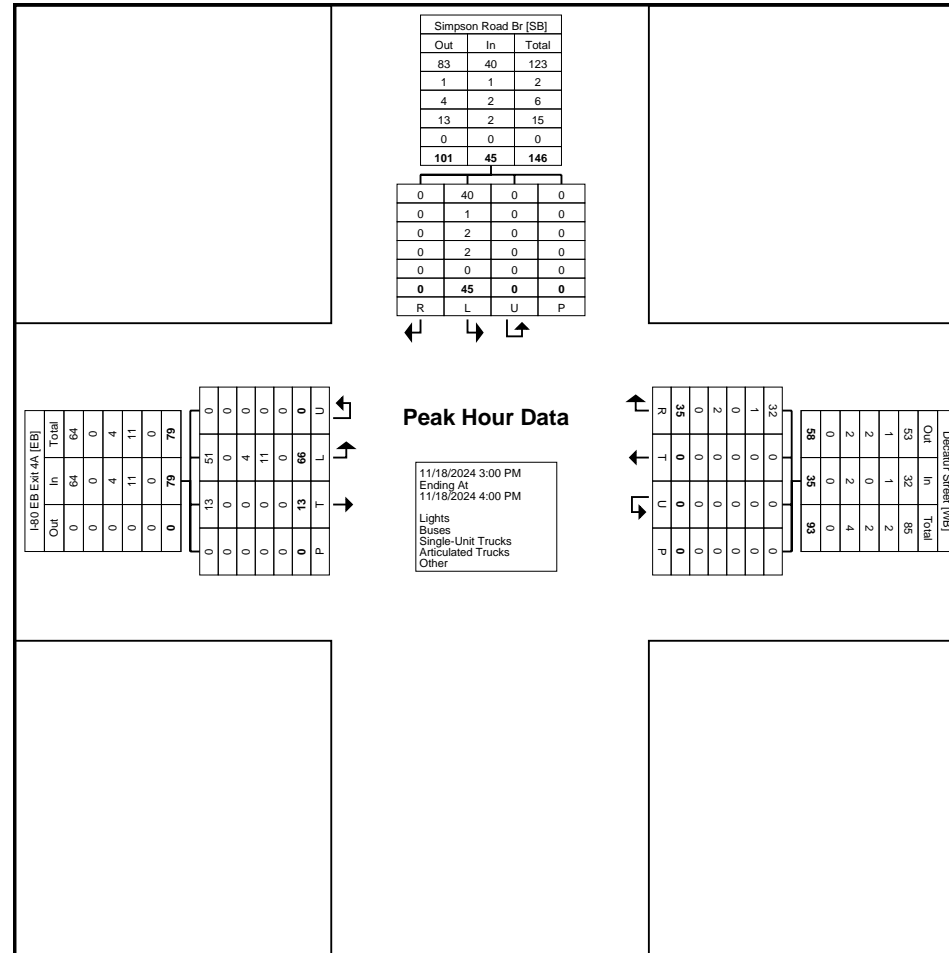 Simpson Road Br [SB]
Out In Total
83 40 123
1 1 2
4 2 6
13 2 15
0 0 0
101 45 146
0 40 0 0
0 1 0 0
0 2 0 0
0 2 0 0
0 0 0 0
0 45 0 0
R L U P
I-80 EB Exit 4A [EB]
Out In Total
0 64 64
0 0 0
0 4 4
0 11 11
0 0 0
0 79 79
0 13 51 0
0 0 0 0
0 0 4 0
0 0 11 0
0 0 0 0
0 13 66 0
P T L U
Peak Hour Data
11/18/2024 3:00 PM
Ending At
11/18/2024 4:00 PM
Lights
Buses
Single-Unit Trucks
Articulated Trucks
Other
Decatur Street [WB]
Out In Total
53 32 85
1 1 2
2 0 2
2 2 4
0 0 0
58 35 93
32 0 0 0
1 0 0 0
0 0 0 0
2 0 0 0
0 0 0 0
35 0 0 0
R T U P